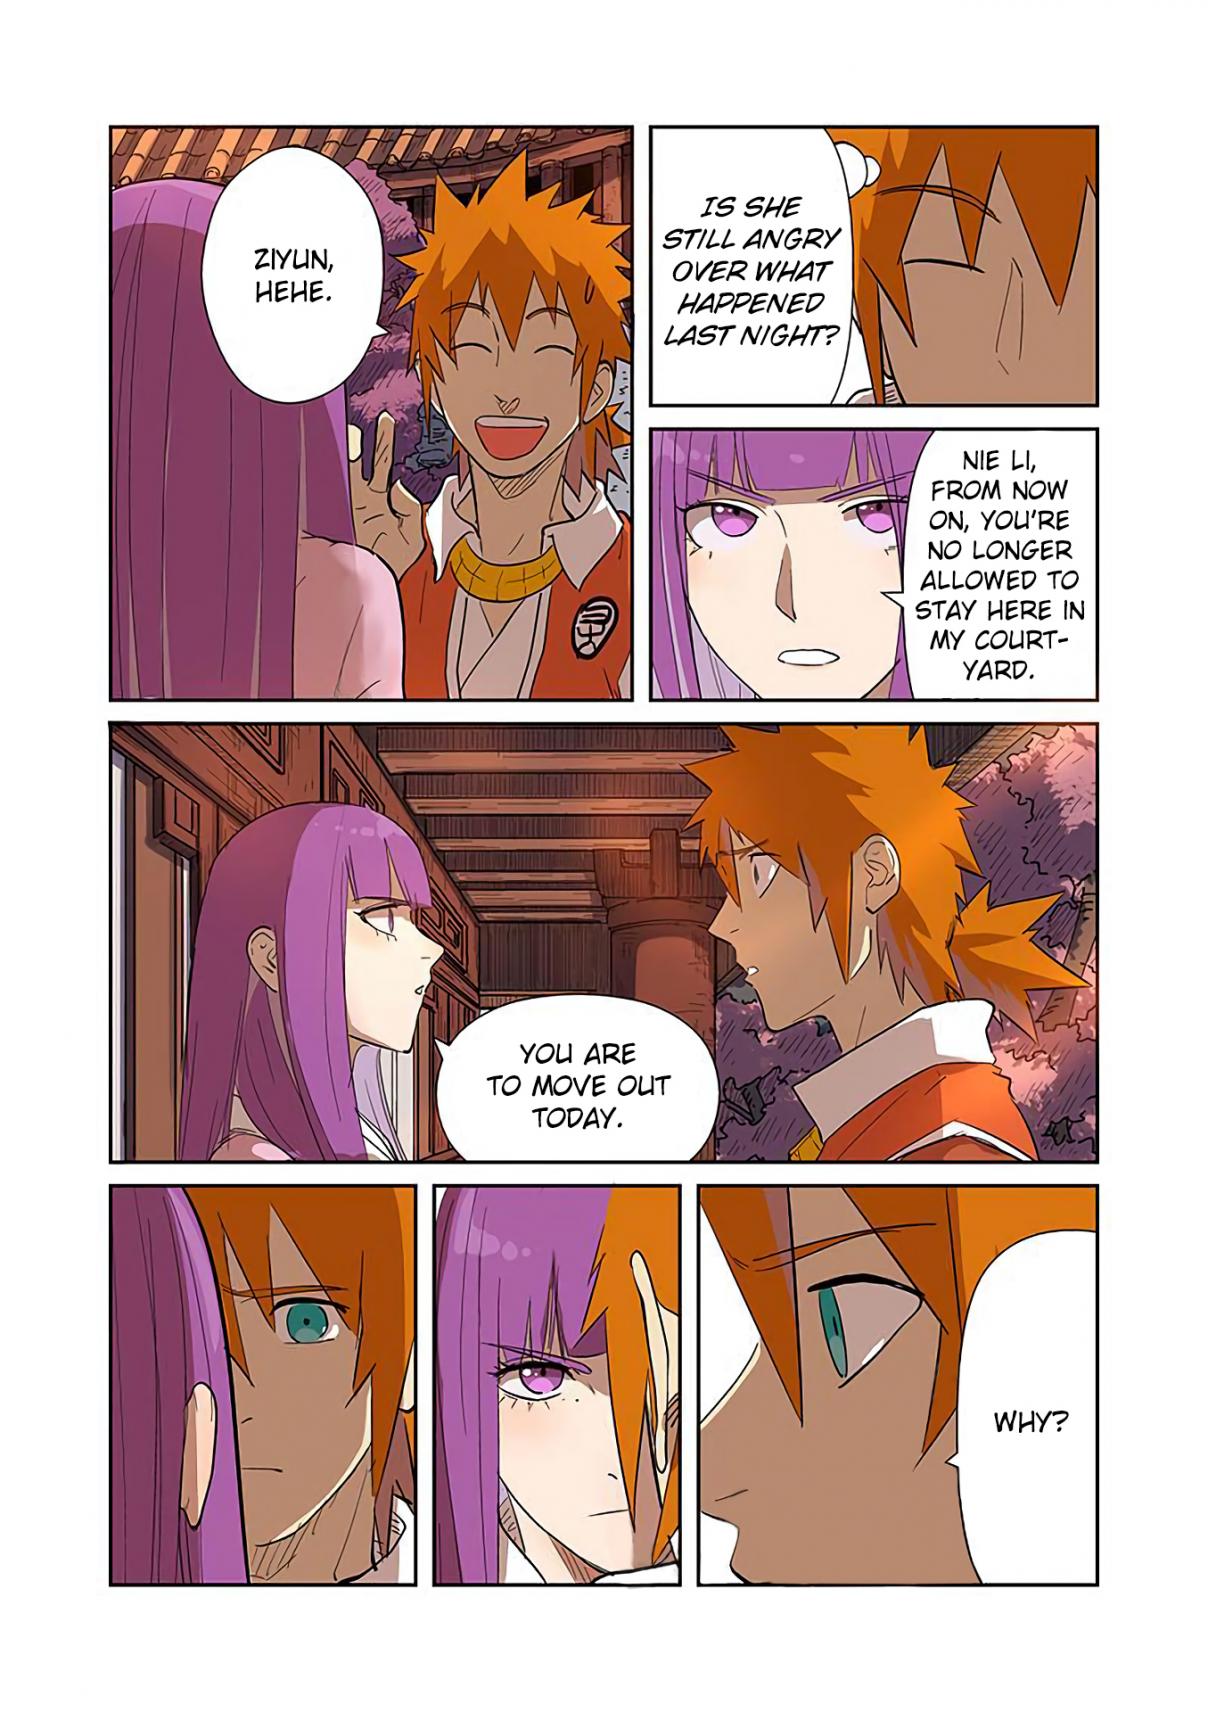 ZIYUN,
HEHE.
IS SHE
STILL ANGRY
OVER WHAT
HAPPENED
LAST NIGHT?
NIE LI,
FROM NOW
ON, YOU'RE
NO LONGER
ALLOWED TO
STAY HERE IN
MY COURT-
YARD.
YOU ARE
TO MOVE OUT
TODAY.
WHY?